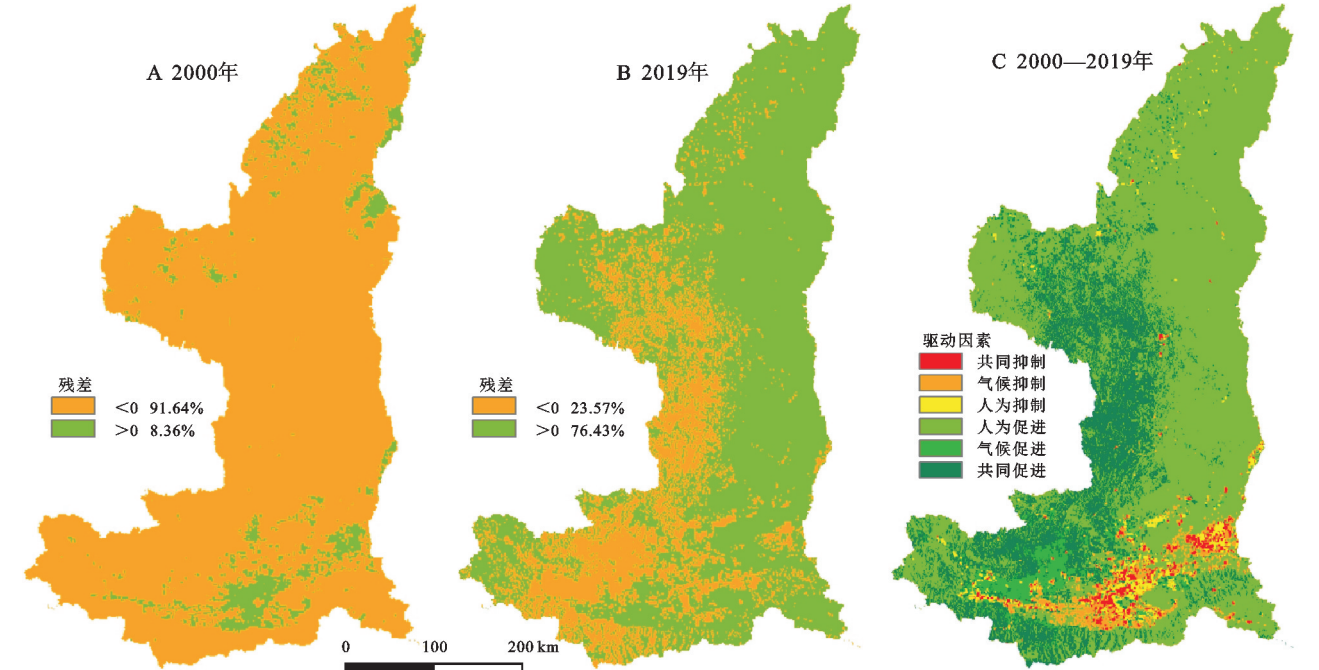 A 2000年
B 2019年
C 2000—2019年
残差
<0 91.64%
>0 8.36%
残差
<0 23.57%
>0 76.43%
驱动因素
共同抑制
气候抑制
人为抑制
人为促进
气候促进
共同促进
0 100 200 km